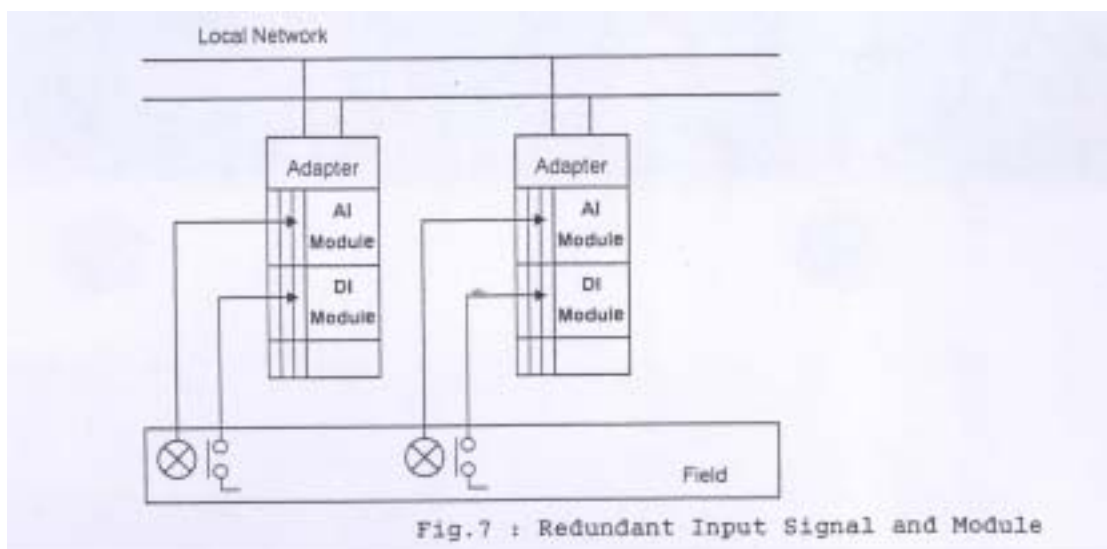 Local Network
Adapter
AI
Module
DI
Module
Adapter
AI
Module
DI
Module
Field
Fig.7 : Redundant Input Signal and Module